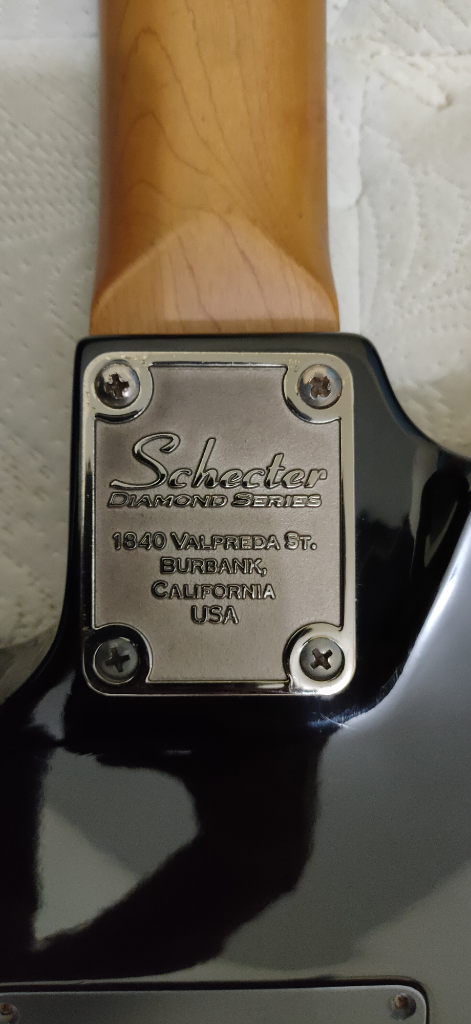 Schecter
DIAMOND SERIES
1840 VALPREDA ST.
BURBANK,
CALIFORNIA
USA